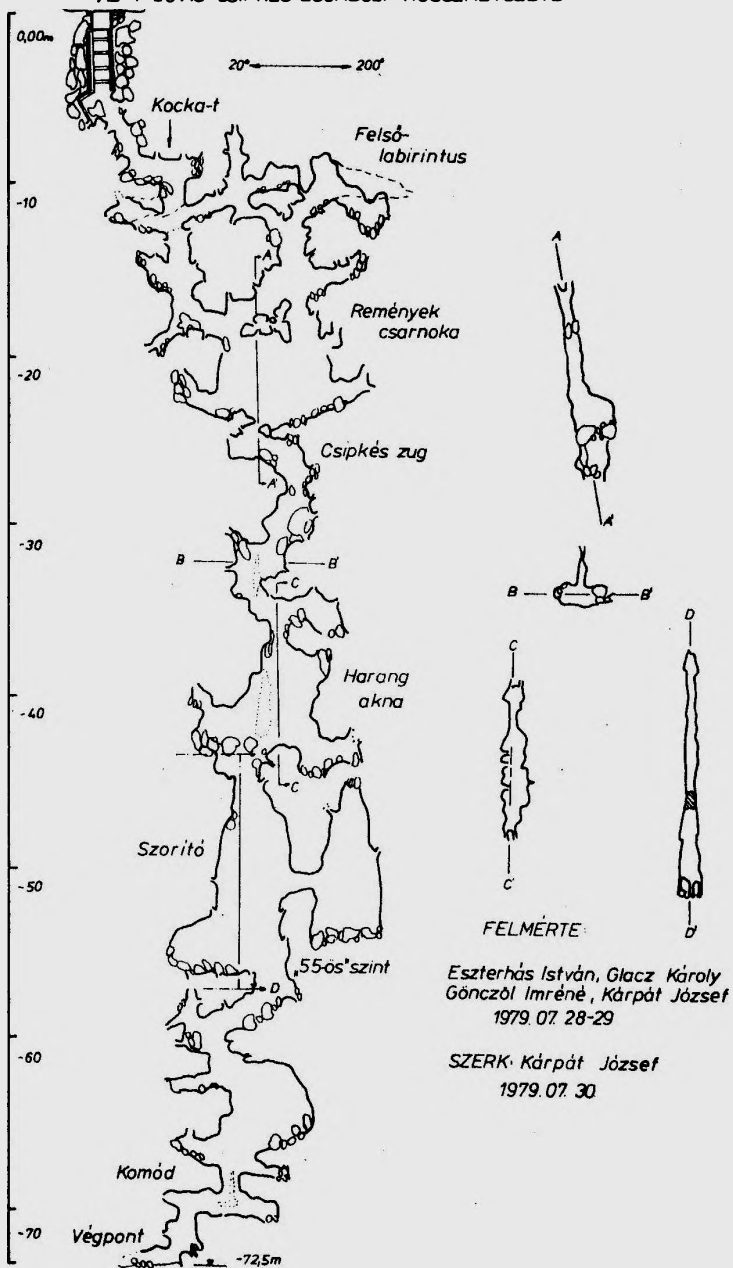 0,00m
20° 200°
Kocka-t
Felső-
labirintus
-10
A
A
Remények
csarnoka
-20
Csipkés zug
A'
A'
-30
B B'
C
B B'
D
C
Harang
akna
-40
C
Szorító
C'
-50
FELMÉRTE:
D'
„55-ös"szint
Eszterhás István, Glacz Károly
Gönczöl Imréné, Kárpát József
1979.07. 28-29
D
-60
SZERK: Kárpát József
1979.07. 30.
Komód
-70
Végpont
-72,5m